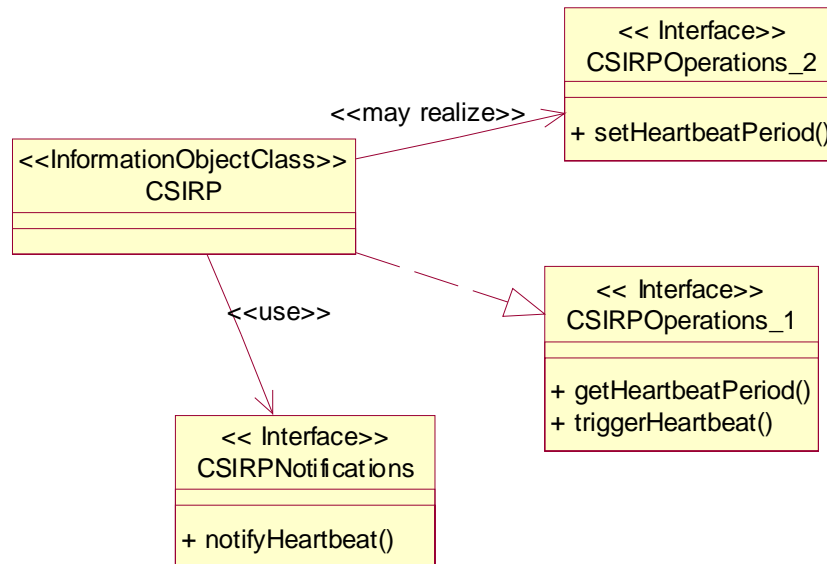 << Interface>>
CSIRPOperations_2
+ setHeartbeatPeriod()
<<may realize>>
<<InformationObjectClass>>
CSIRP
<< Interface>>
CSIRPOperations_1
+ getHeartbeatPeriod()
+ triggerHeartbeat()
<<use>>
<< Interface>>
CSIRPNotifications
+ notifyHeartbeat()